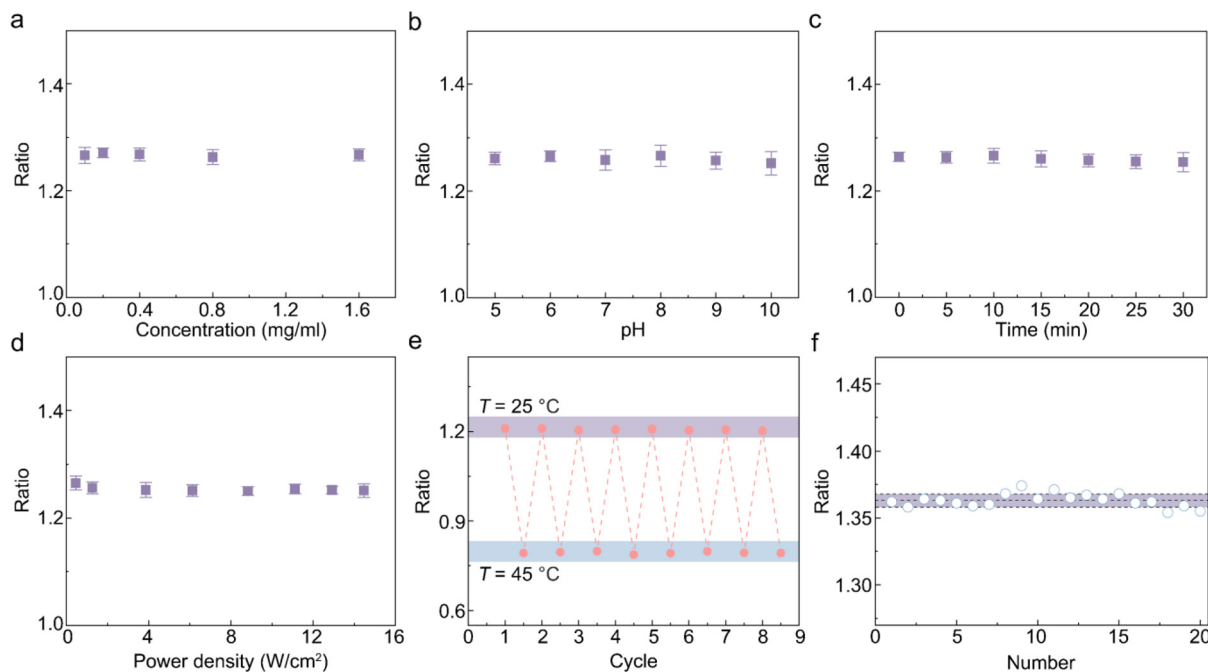 a
1.4
1.2
1.0
Ratio
0.0 0.4 0.8 1.2 1.6
Concentration (mg/ml)
b
1.4
1.2
1.0
Ratio
5 6 7 8 9 10
pH
c
1.4
1.2
1.0
Ratio
0 5 10 15 20 25 30
Time (min)
d
1.4
1.2
1.0
Ratio
0 4 8 12 16
Power density (W/cm²)
e
1.2
0.9
0.6
Ratio
T = 25 °C
T = 45 °C
0 1 2 3 4 5 6 7 8 9
Cycle
f
1.45
1.40
1.35
1.30
Ratio
0 5 10 15 20
Number